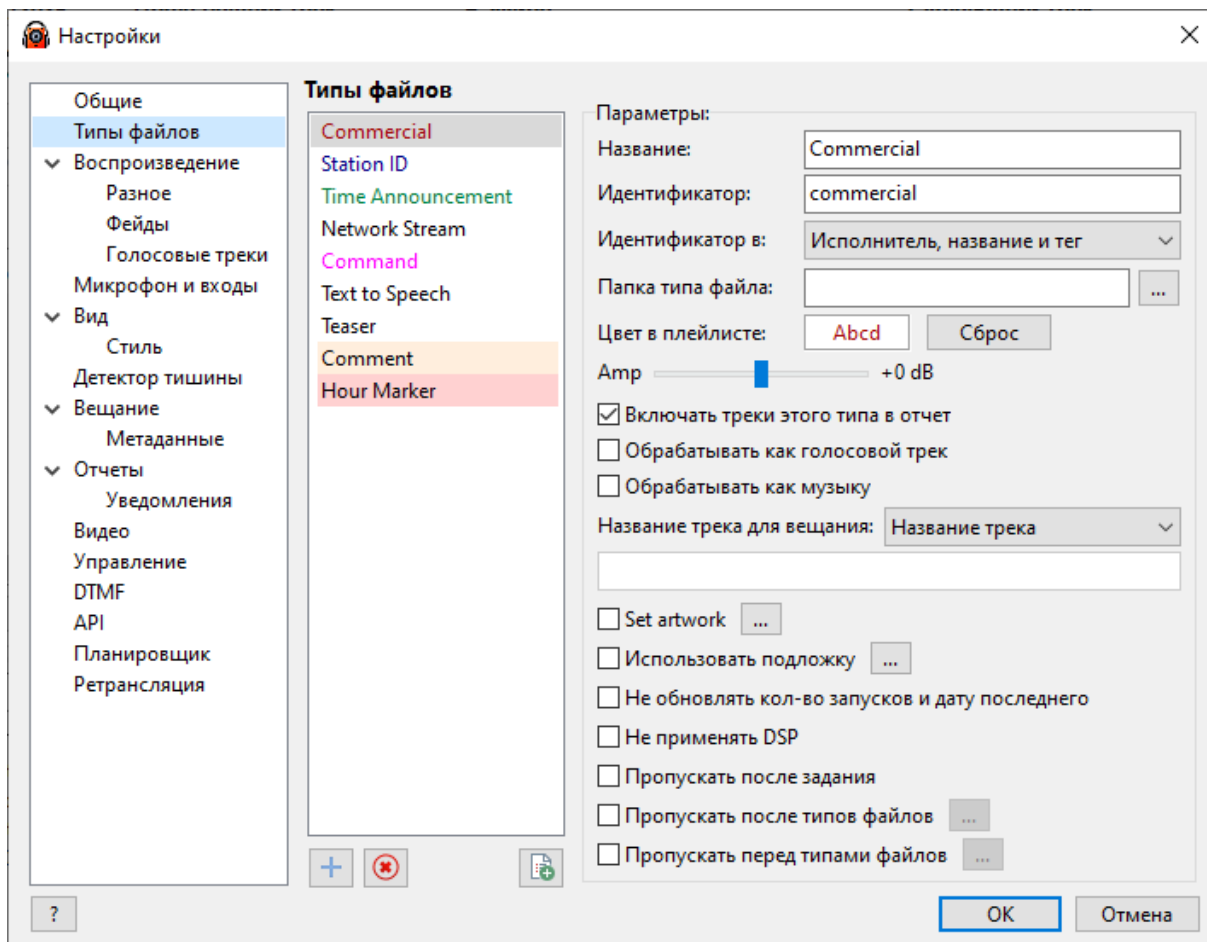 Настройки
Общие
Типы файлов
Воспроизведение
Разное
Фейды
Голосовые треки
Микрофон и входы
Вид
Стиль
Детектор тишины
Вещание
Метаданные
Отчеты
Уведомления
Видео
Управление
DTMF
API
Планировщик
Ретрансляция
?
Типы файлов
Commercial
Station ID
Time Announcement
Network Stream
Command
Text to Speech
Teaser
Comment
Hour Marker
Параметры:
Название: Commercial
Идентификатор: commercial
Идентификатор в: Исполнитель, название и тег
Папка типа файла: ...
Цвет в плейлисте: Abcd Сброс
Amp +0 dB
Включать треки этого типа в отчет
Обрабатывать как голосовой трек
Обрабатывать как музыку
Название трека для вещания: Название трека
Set artwork ...
Использовать подложку ...
Не обновлять кол-во запусков и дату последнего
Не применять DSP
Пропускать после задания
Пропускать после типов файлов ...
Пропускать перед типами файлов ...
OK Отмена